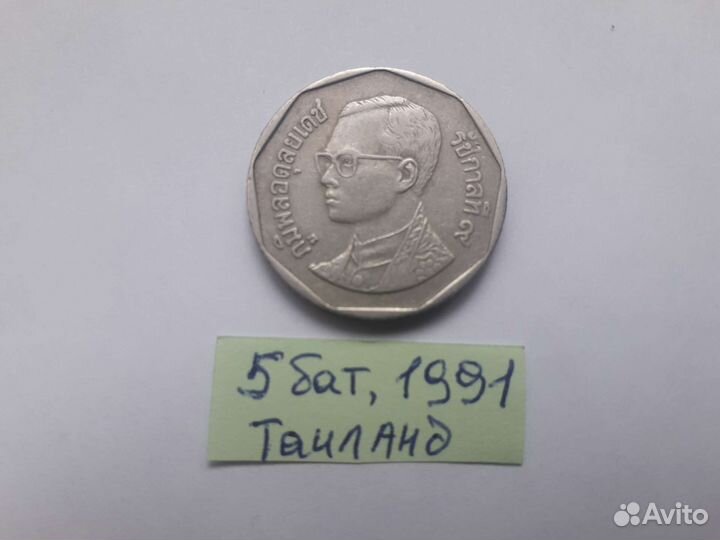 ภูมิพลอดุลยเดช
รัชกาลที่ ๙
5 бат, 1991
Таиланд
Avito